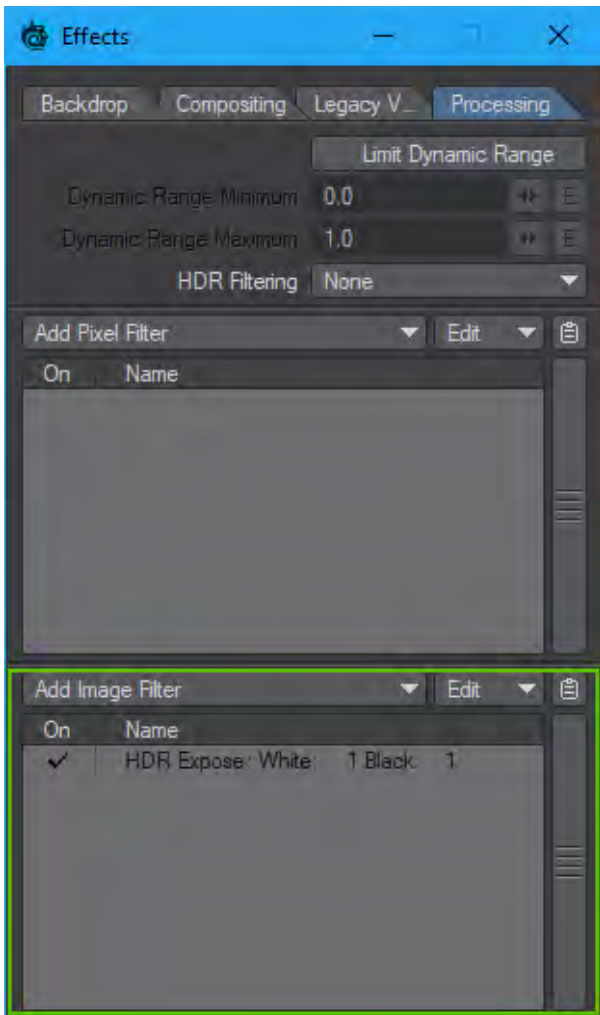 Effects
Backdrop Compositing Legacy V... Processing
Limit Dynamic Range
Dynamic Range Minimum 0.0 E
Dynamic Range Maximum 1.0 E
HDR Filtering None
Add Pixel Filter Edit
On Name
Add Image Filter Edit
On Name
HDR Expose: White: 1 Black: 1